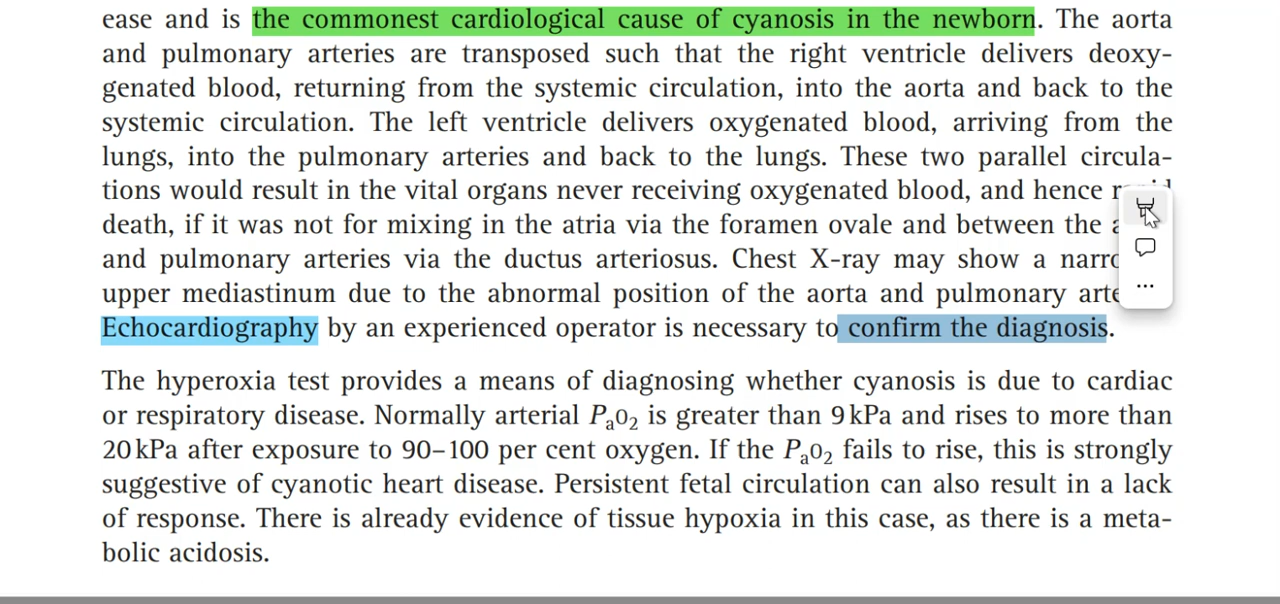 ease and is the commonest cardiological cause of cyanosis in the newborn. The aorta
and pulmonary arteries are transposed such that the right ventricle delivers deoxy-
genated blood, returning from the systemic circulation, into the aorta and back to the
systemic circulation. The left ventricle delivers oxygenated blood, arriving from the
lungs, into the pulmonary arteries and back to the lungs. These two parallel circula-
tions would result in the vital organs never receiving oxygenated blood, and hence
death, if it was not for mixing in the atria via the foramen ovale and between the
and pulmonary arteries via the ductus arteriosus. Chest X-ray may show a
upper mediastinum due to the abnormal position of the aorta and pulmonary
Echocardiography by an experienced operator is necessary to confirm the diagnosis.
The hyperoxia test provides a means of diagnosing whether cyanosis is due to cardiac
or respiratory disease. Normally arterial PaO2 is greater than 9 kPa and rises to more than
20 kPa after exposure to 90–100 per cent oxygen. If the PaO2 fails to rise, this is strongly
suggestive of cyanotic heart disease. Persistent fetal circulation can also result in a lack
of response. There is already evidence of tissue hypoxia in this case, as there is a meta-
bolic acidosis.